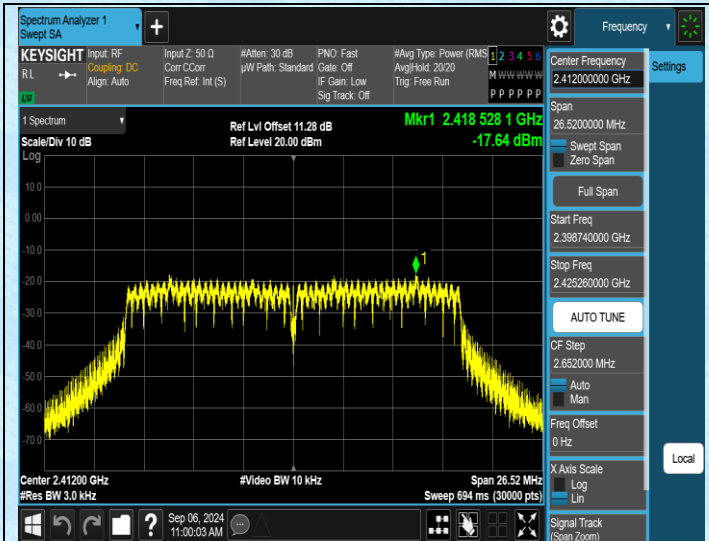 Spectrum Analyzer 1
Swept SA
+
Frequency
KEYSIGHT
RL
LXI
Input: RF
Coupling: DC
Align: Auto
Input Z: 50 Ω
Corr CCorr
Freq Ref: Int (S)
#Atten: 30 dB
µW Path: Standard
PNO: Fast
Gate: Off
IF Gain: Low
Sig Track: Off
#Avg Type: Power (RMS
Avg|Hold: 20/20
Trig: Free Run
1 2 3 4 5 6
M W W W W W
P P P P P P
1 Spectrum
Scale/Div 10 dB
Log
Ref Lvl Offset 11.28 dB
Ref Level 20.00 dBm
Mkr1 2.418 528 1 GHz
-17.64 dBm
10.0
0.00
-10.0
-20.0
-30.0
-40.0
-50.0
-60.0
-70.0
1
Center 2.41200 GHz
#Res BW 3.0 kHz
#Video BW 10 kHz
Span 26.52 MHz
Sweep 694 ms (30000 pts)
Center Frequency
2.412000000 GHz
Settings
Span
26.5200000 MHz
Swept Span
Zero Span
Full Span
Start Freq
2.398740000 GHz
Stop Freq
2.425260000 GHz
AUTO TUNE
CF Step
2.652000 MHz
Auto
Man
Freq Offset
0 Hz
Local
X Axis Scale
Log
Lin
Signal Track
(Span Zoom)
?
Sep 06, 2024
11:00:03 AM